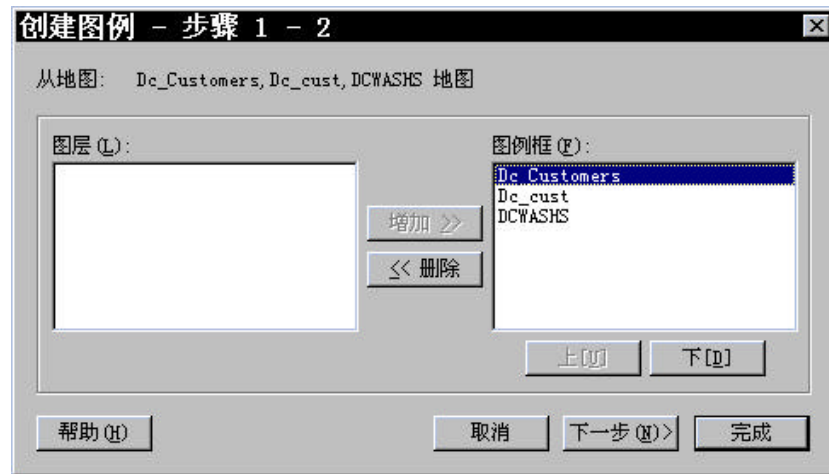 创建图例 - 步骤 1 - 2
从地图: Dc_Customers,Dc_cust,DCWASHS 地图
图层(L):
图例框(F):
Dc_Customers
Dc_cust
DCWASHS
增加 >>
<< 删除
上[U]
下[D]
帮助(H)
取消
下一步(N)>
完成